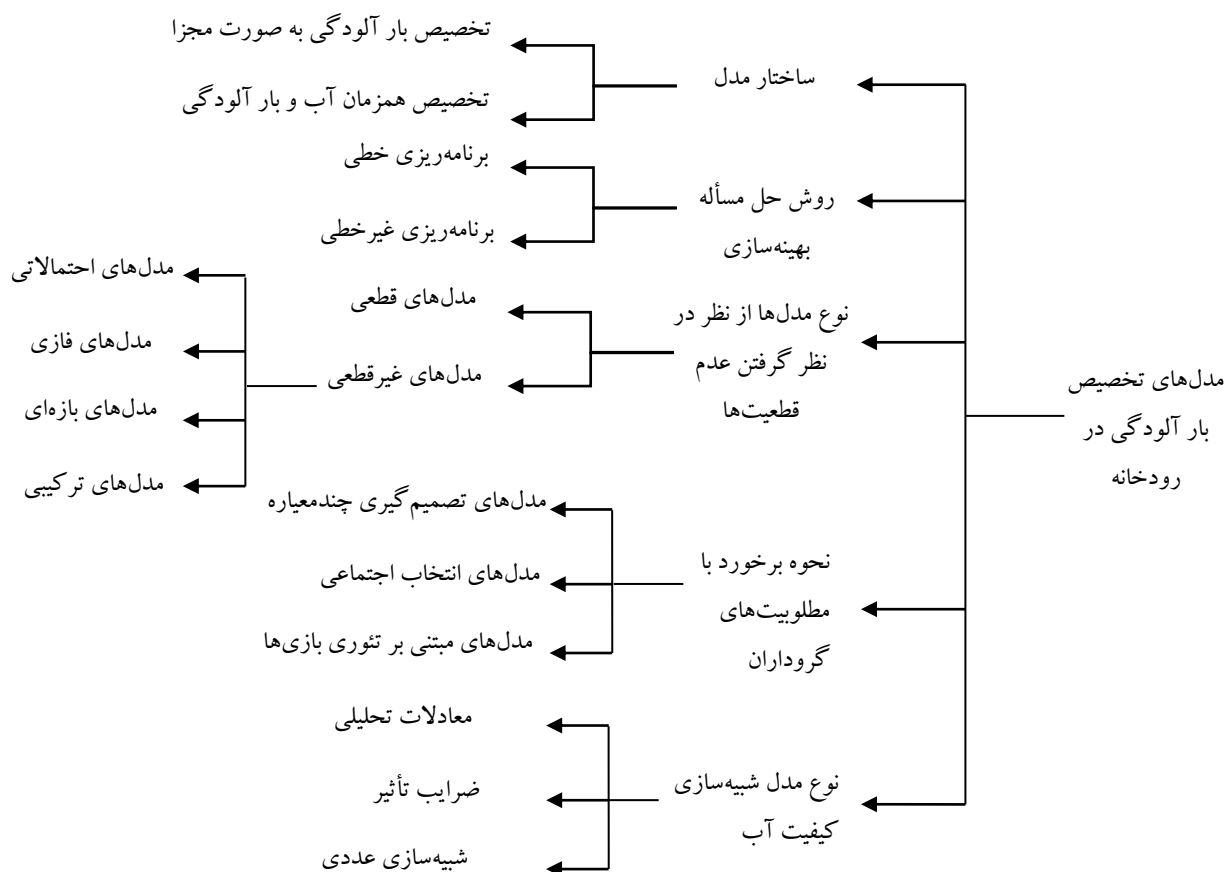 مدل‌های تخصیص
بار آلودگی در
رودخانه
ساختار مدل
تخصیص بار آلودگی به صورت مجزا
تخصیص همزمان آب و بار آلودگی
روش حل مسأله
بهینه‌سازی
برنامه‌ریزی خطی
برنامه‌ریزی غیرخطی
نوع مدل‌ها از نظر در
نظر گرفتن عدم
قطعیت‌ها
مدل‌های قطعی
مدل‌های غیرقطعی
مدل‌های احتمالاتی
مدل‌های فازی
مدل‌های بازه‌ای
مدل‌های ترکیبی
نحوه برخورد با
مطلوبیت‌های
گروداران
مدل‌های تصمیم‌گیری چندمعیاره
مدل‌های انتخاب اجتماعی
مدل‌های مبتنی بر تئوری بازی‌ها
نوع مدل شبیه‌سازی
کیفیت آب
معادلات تحلیلی
ضرایب تأثیر
شبیه‌سازی عددی